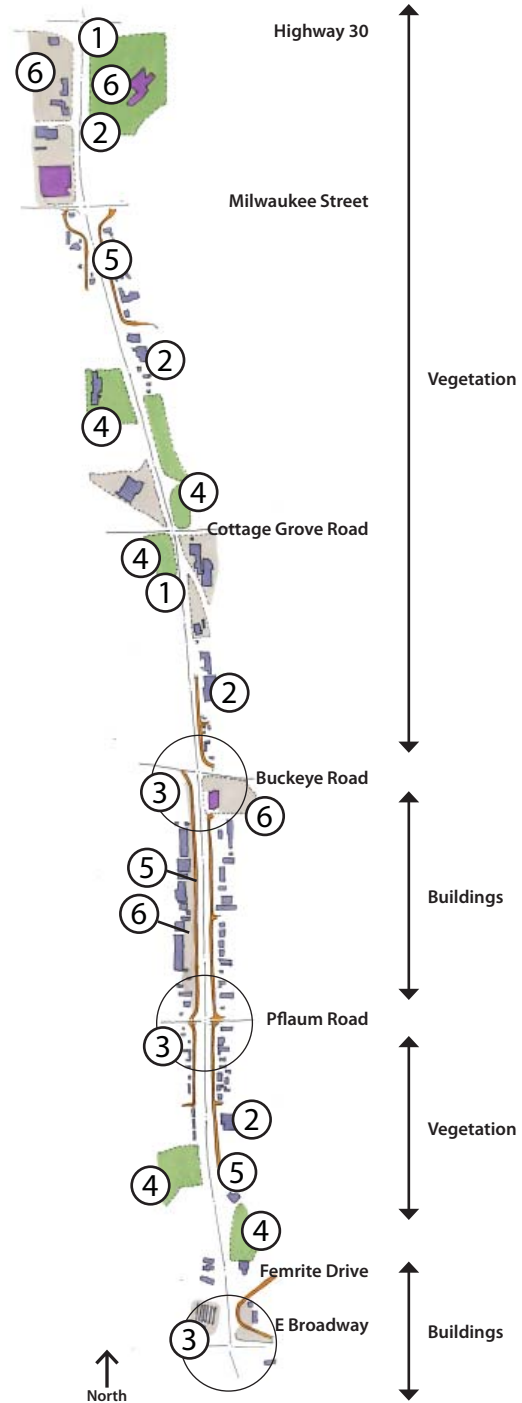 1
Highway 30
6
6
2
Milwaukee Street
5
2
Vegetation
4
4
Cottage Grove Road
4
1
2
Buckeye Road
3
6
5
Buildings
6
Pflaum Road
3
2
Vegetation
5
4
4
Femrite Drive
E Broadway
3
Buildings
North